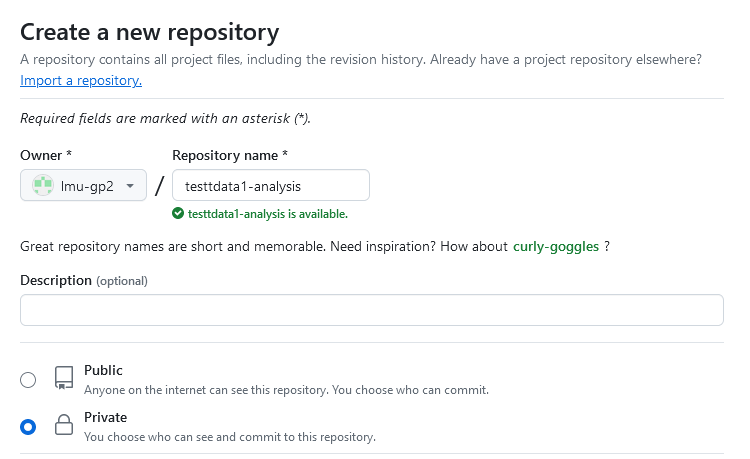 Create a new repository
A repository contains all project files, including the revision history. Already have a project repository elsewhere?
Import a repository.
Required fields are marked with an asterisk (*).
Owner * Repository name *
lmu-gp2 / testtdata1-analysis
testtdata1-analysis is available.
Great repository names are short and memorable. Need inspiration? How about curly-goggles ?
Description (optional)
Public
Anyone on the internet can see this repository. You choose who can commit.
Private
You choose who can see and commit to this repository.